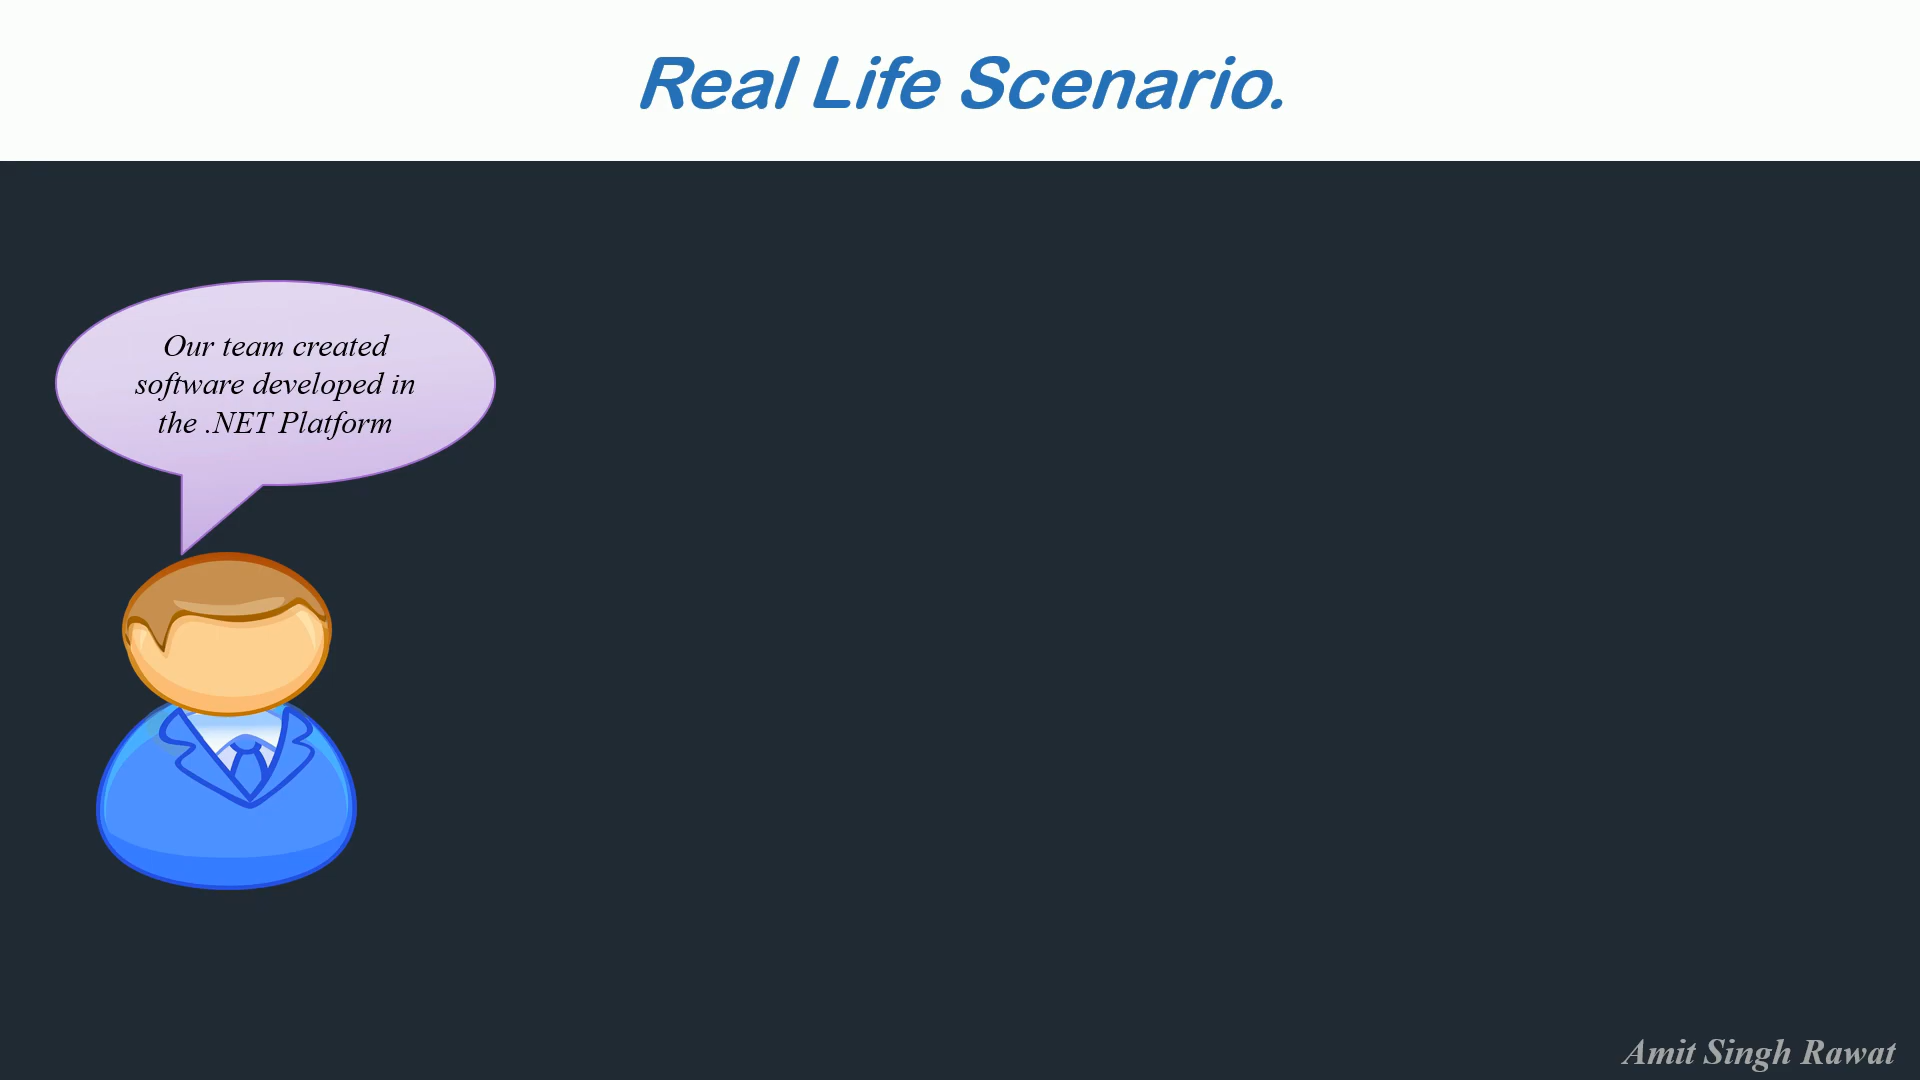 Real Life Scenario.
Our team created
software developed in
the .NET Platform
Amit Singh Rawat